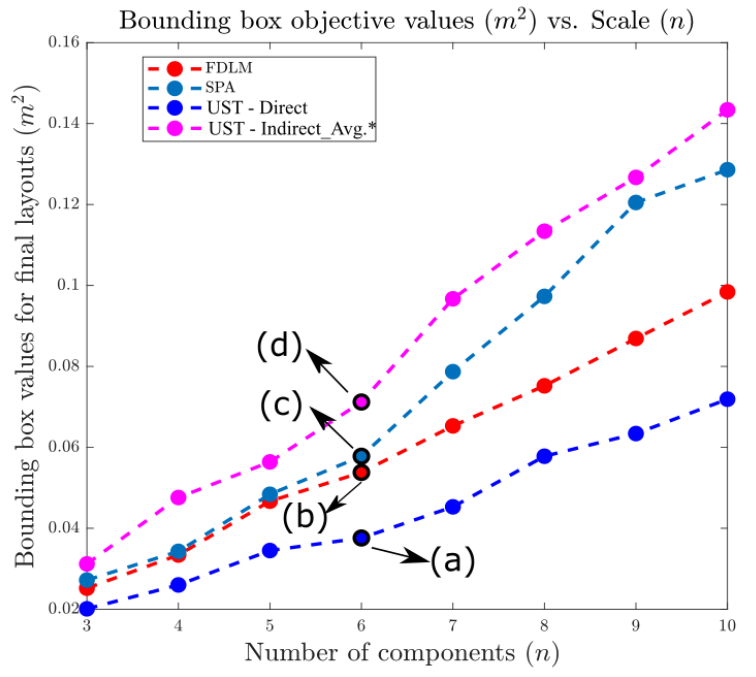 Bounding box objective values (m²) vs. Scale (n)
Bounding box values for final layouts (m²)
0.16
0.14
0.12
0.1
0.08
0.06
0.04
0.02
FDLM
SPA
UST - Direct
UST - Indirect_Avg.*
(d)
(c)
(b)
(a)
3 4 5 6 7 8 9 10
Number of components (n)